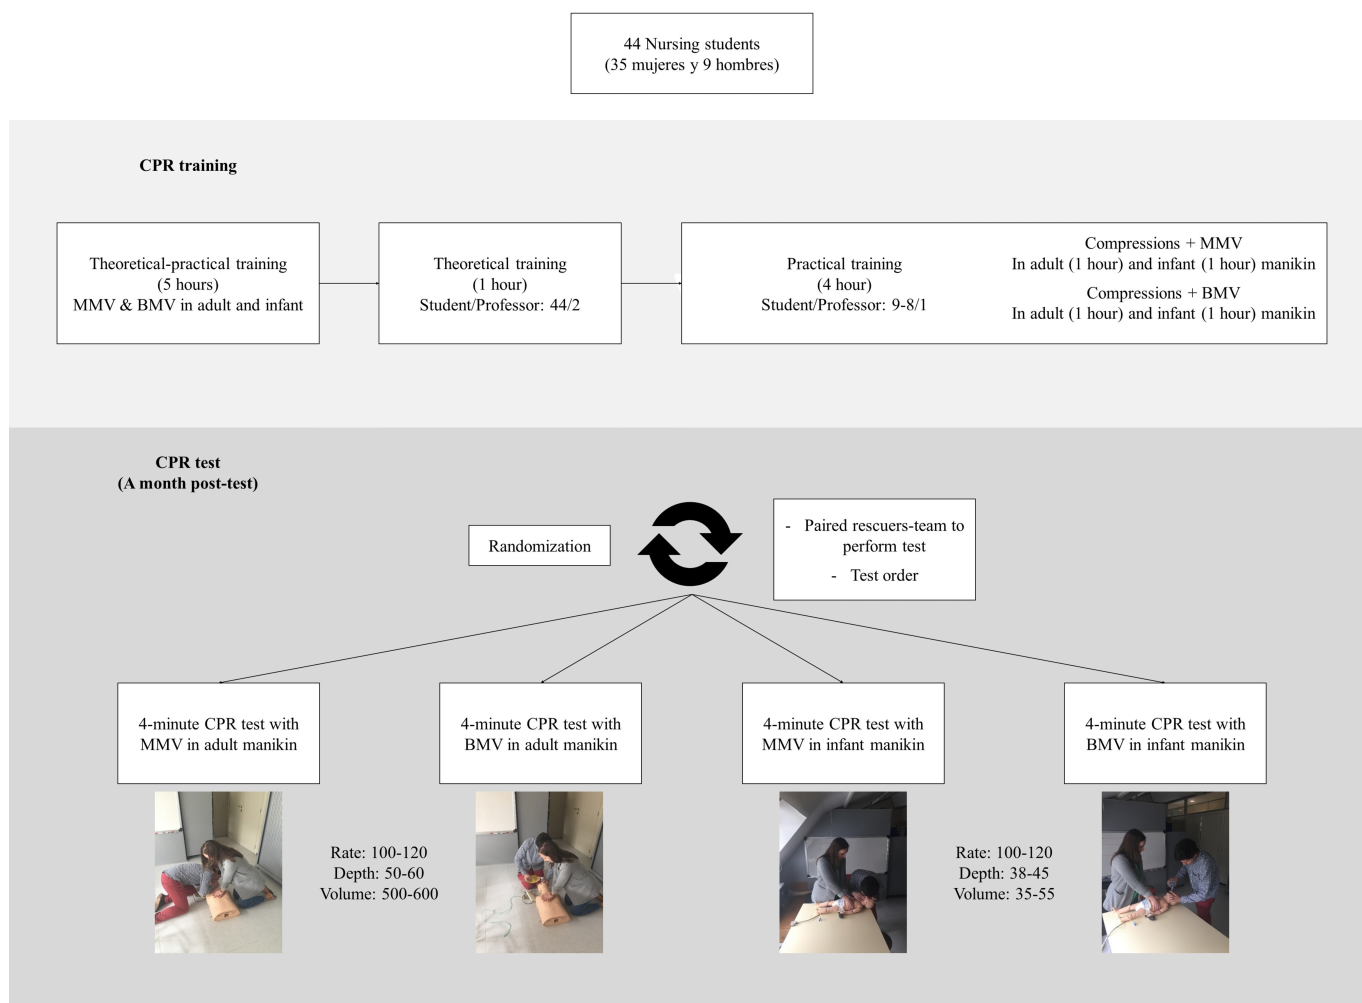 44 Nursing students
(35 mujeres y 9 hombres)
CPR training
Theoretical-practical training
(5 hours)
MMV & BMV in adult and infant
Theoretical training
(1 hour)
Student/Professor: 44/2
Practical training
(4 hour)
Student/Professor: 9-8/1
Compressions + MMV
In adult (1 hour) and infant (1 hour) manikin
Compressions + BMV
In adult (1 hour) and infant (1 hour) manikin
CPR test
(A month post-test)
Randomization
- Paired rescuers-team to
perform test
- Test order
4-minute CPR test with
MMV in adult manikin
4-minute CPR test with
BMV in adult manikin
4-minute CPR test with
MMV in infant manikin
4-minute CPR test with
BMV in infant manikin
Rate: 100-120
Depth: 50-60
Volume: 500-600
Rate: 100-120
Depth: 38-45
Volume: 35-55